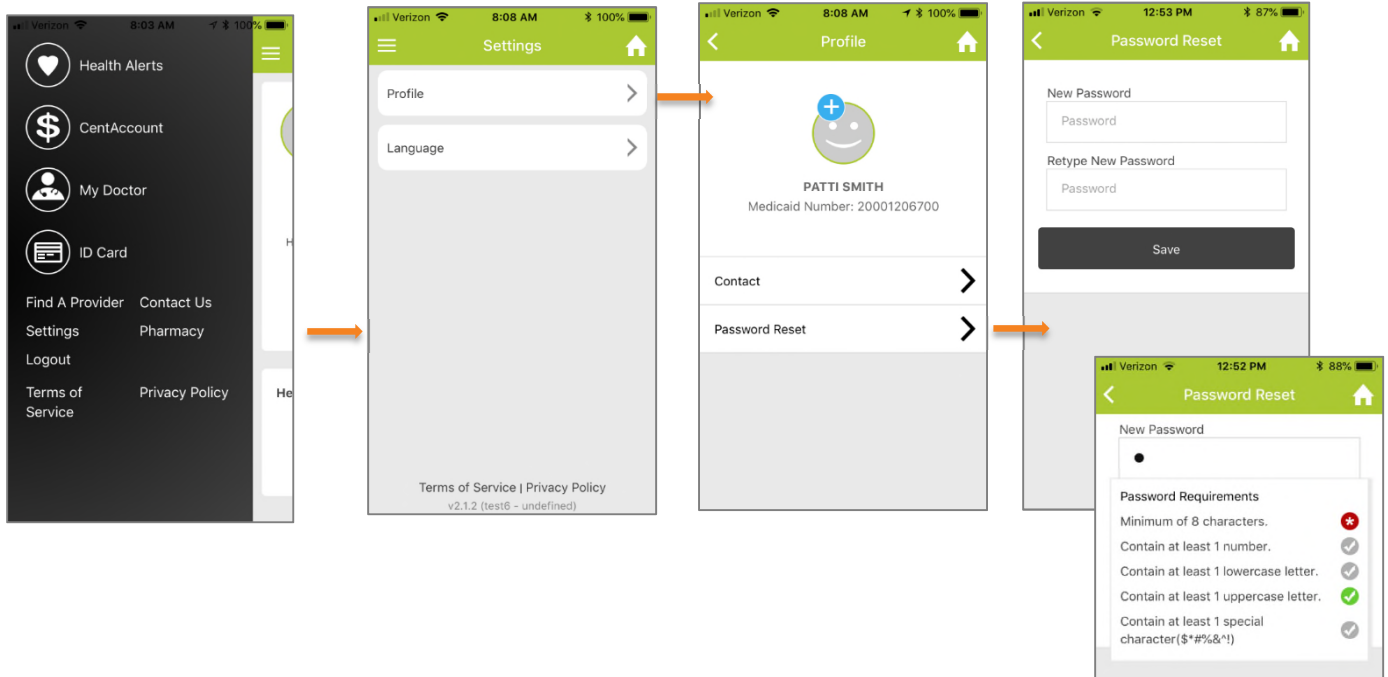 Verizon 8:03 AM 100%
Health Alerts
CentAccount
My Doctor
ID Card
H
Find A Provider Contact Us
Settings Pharmacy
Logout
Terms of Service Privacy Policy
He
Verizon 8:08 AM 100%
Settings
Profile
Language
Terms of Service | Privacy Policy
v2.1.2 (test6 - undefined)
Verizon 8:08 AM 100%
Profile
PATTI SMITH
Medicaid Number: 20001206700
Contact
Password Reset
Verizon 12:53 PM 87%
Password Reset
New Password
Password
Retype New Password
Password
Save
Verizon 12:52 PM 88%
Password Reset
New Password
Password Requirements
Minimum of 8 characters.
Contain at least 1 number.
Contain at least 1 lowercase letter.
Contain at least 1 uppercase letter.
Contain at least 1 special
character($*#%&^!)